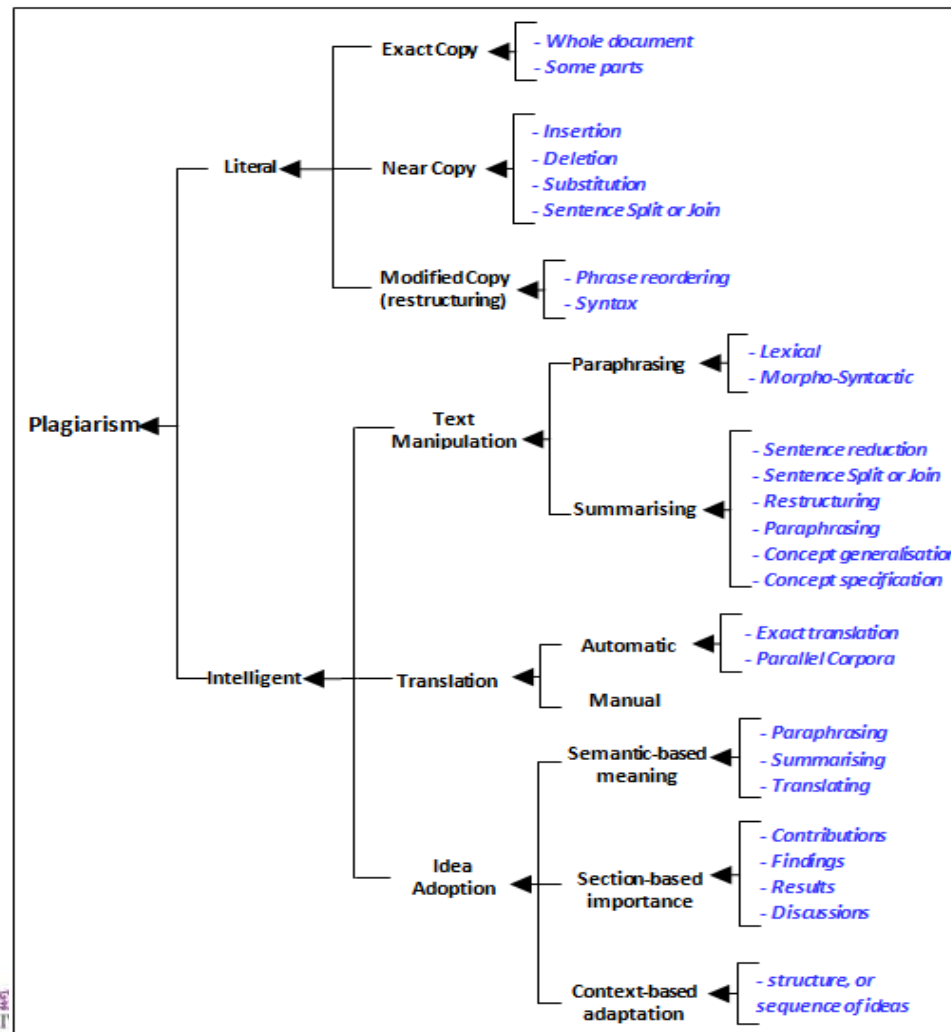 Exact Copy
- Whole document
- Some parts
Literal
Near Copy
- Insertion
- Deletion
- Substitution
- Sentence Split or Join
Modified Copy
(restructuring)
- Phrase reordering
- Syntax
Plagiarism
Text
Manipulation
Paraphrasing
- Lexical
- Morpho-Syntactic
Summarising
- Sentence reduction
- Sentence Split or Join
- Restructuring
- Paraphrasing
- Concept generalisation
- Concept specification
Intelligent
Translation
Automatic
- Exact translation
- Parallel Corpora
Manual
Idea
Adoption
Semantic-based
meaning
- Paraphrasing
- Summarising
- Translating
Section-based
importance
- Contributions
- Findings
- Results
- Discussions
Context-based
adaptation
- structure, or
sequence of ideas